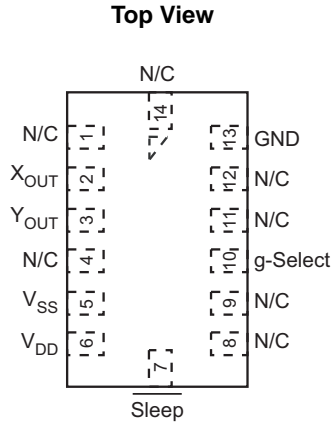 Top View
N/C
14
N/C 1 13 GND
XOUT 2 12 N/C
YOUT 3 11 N/C
N/C 4 10 g-Select
VSS 5 9 N/C
VDD 6 8 N/C
7
Sleep